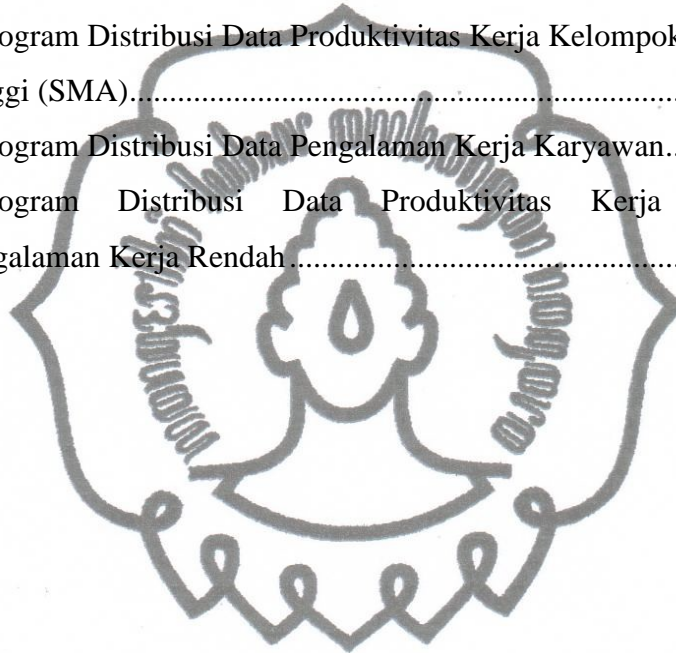 ogram Distribusi Data Produktivitas Kerja Kelompok
ggi (SMA)......................................................................
ogram Distribusi Data Pengalaman Kerja Karyawan..
ogram Distribusi Data Produktivitas Kerja
galaman Kerja Rendah......................................................